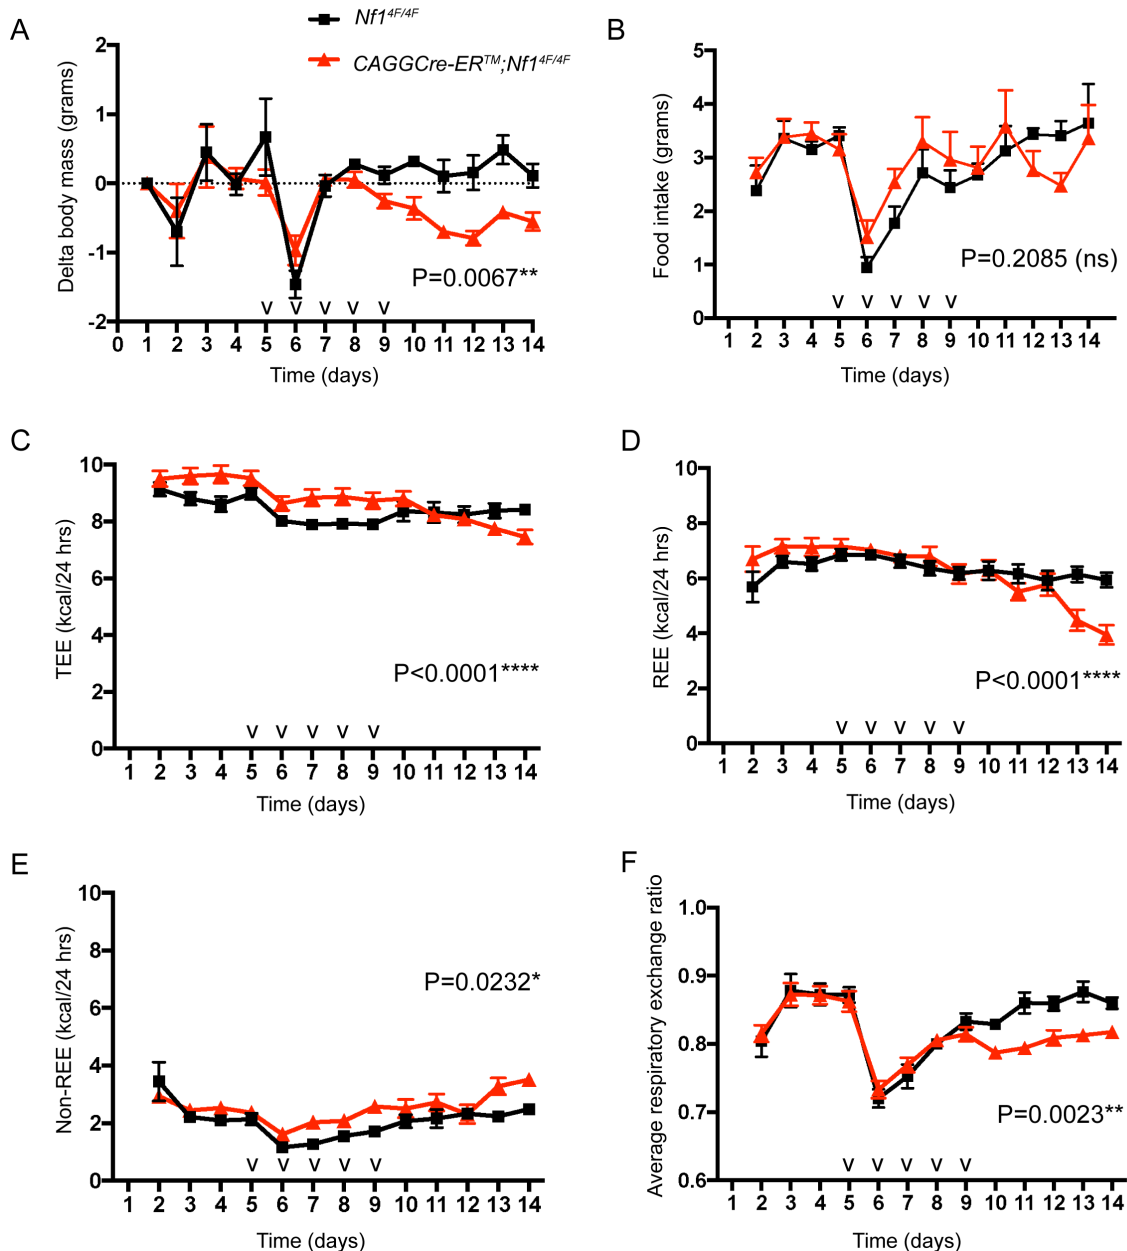 A
Nf1^4F/4F
CAGGCre-ER^TM;Nf1^4F/4F
Delta body mass (grams)
2
1
0
-1
-2
P=0.0067**
v v v v v
0 1 2 3 4 5 6 7 8 9 10 11 12 13 14
Time (days)
B
Food intake (grams)
5
4
3
2
1
0
P=0.2085 (ns)
v v v v v
1 2 3 4 5 6 7 8 9 10 11 12 13 14
Time (days)
C
TEE (kcal/24 hrs)
10
8
6
4
2
0
P<0.0001****
v v v v v
1 2 3 4 5 6 7 8 9 10 11 12 13 14
Time (days)
D
REE (kcal/24 hrs)
10
8
6
4
2
0
P<0.0001****
v v v v v
1 2 3 4 5 6 7 8 9 10 11 12 13 14
Time (days)
E
Non-REE (kcal/24 hrs)
10
8
6
4
2
0
P=0.0232*
v v v v v
1 2 3 4 5 6 7 8 9 10 11 12 13 14
Time (days)
F
Average respiratory exchange ratio
1.0
0.9
0.8
0.7
0.6
P=0.0023**
v v v v v
1 2 3 4 5 6 7 8 9 10 11 12 13 14
Time (days)